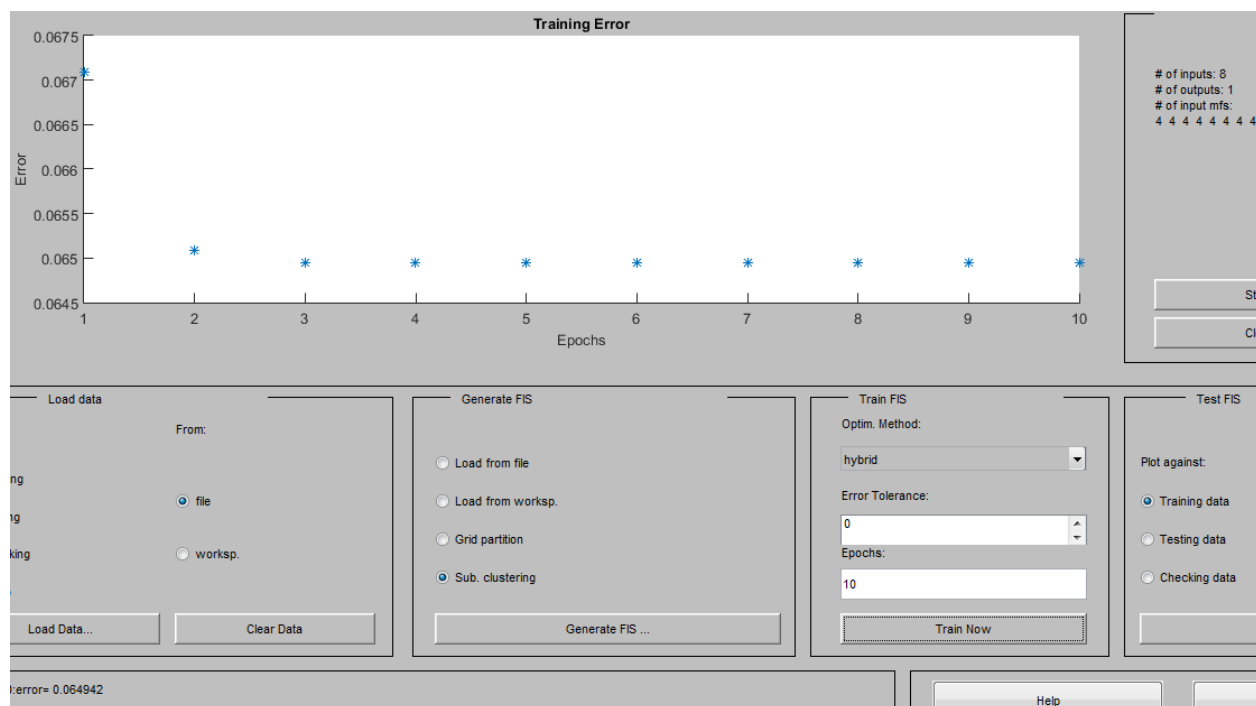 Training Error
0.0675
0.067
0.0665
0.066
0.0655
0.065
0.0645
Error
1 2 3 4 5 6 7 8 9 10
Epochs
# of inputs: 8
# of outputs: 1
# of input mfs:
4 4 4 4 4 4 4 4
St
Cl
Load data
From:
ng
file
ng
king
worksp.
Load Data...
Clear Data
Generate FIS
Load from file
Load from worksp.
Grid partition
Sub. clustering
Generate FIS ...
Train FIS
Optim. Method:
hybrid
Error Tolerance:
0
Epochs:
10
Train Now
Test FIS
Plot against:
Training data
Testing data
Checking data
:error= 0.064942
Help